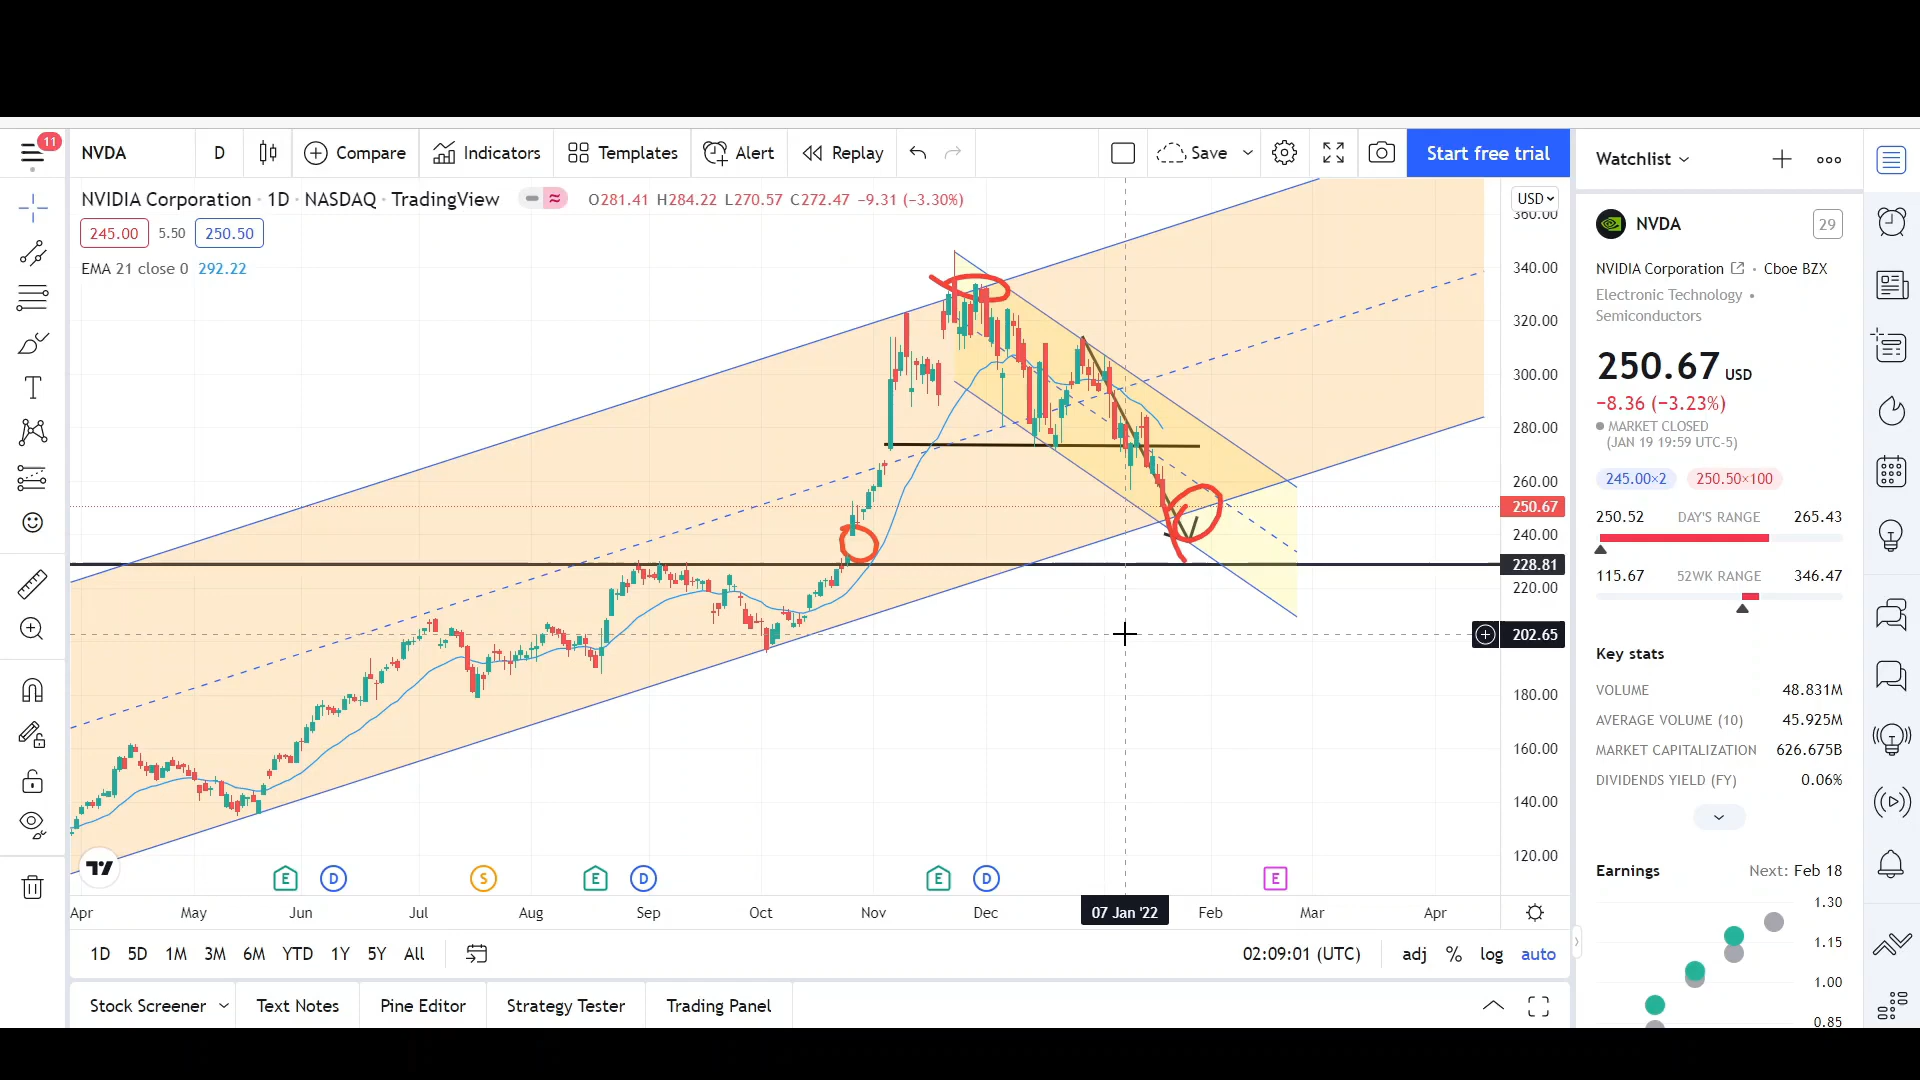 11
NVDA D Compare Indicators Templates Alert Replay Save Start free trial
NVIDIA Corporation · 1D · NASDAQ · TradingView O281.41 H284.22 L270.57 C272.47 −9.31 (−3.30%)
245.00 5.50 250.50
EMA 21 close 0 292.22
USD
360.00
340.00
320.00
300.00
280.00
260.00
250.67
240.00
228.81
220.00
202.65
180.00
160.00
140.00
120.00
E D S E D E D E
Apr May Jun Jul Aug Sep Oct Nov Dec 07 Jan '22 Feb Mar Apr
1D 5D 1M 3M 6M YTD 1Y 5Y All 02:09:01 (UTC) adj % log auto
Stock Screener Text Notes Pine Editor Strategy Tester Trading Panel
Watchlist
NVDA 29
NVIDIA Corporation · Cboe BZX
Electronic Technology •
Semiconductors
250.67 USD
−8.36 (−3.23%)
MARKET CLOSED
(JAN 19 19:59 UTC-5)
245.00×2 250.50×100
250.52 DAY'S RANGE 265.43
115.67 52WK RANGE 346.47
Key stats
VOLUME 48.831M
AVERAGE VOLUME (10) 45.925M
MARKET CAPITALIZATION 626.675B
DIVIDENDS YIELD (FY) 0.06%
Earnings Next: Feb 18
1.30
1.15
1.00
0.85